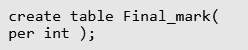 create table Final_mark(
per int );